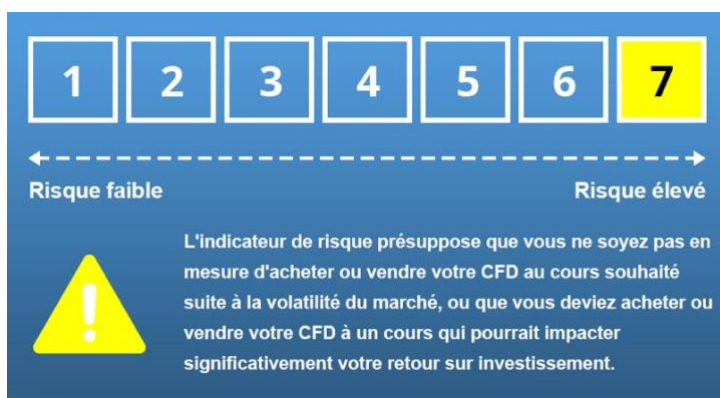 1 2 3 4 5 6 7
Risque faible Risque élevé
L'indicateur de risque présuppose que vous ne soyez pas en
mesure d'acheter ou vendre votre CFD au cours souhaité
suite à la volatilité du marché, ou que vous deviez acheter ou
vendre votre CFD à un cours qui pourrait impacter
significativement votre retour sur investissement.